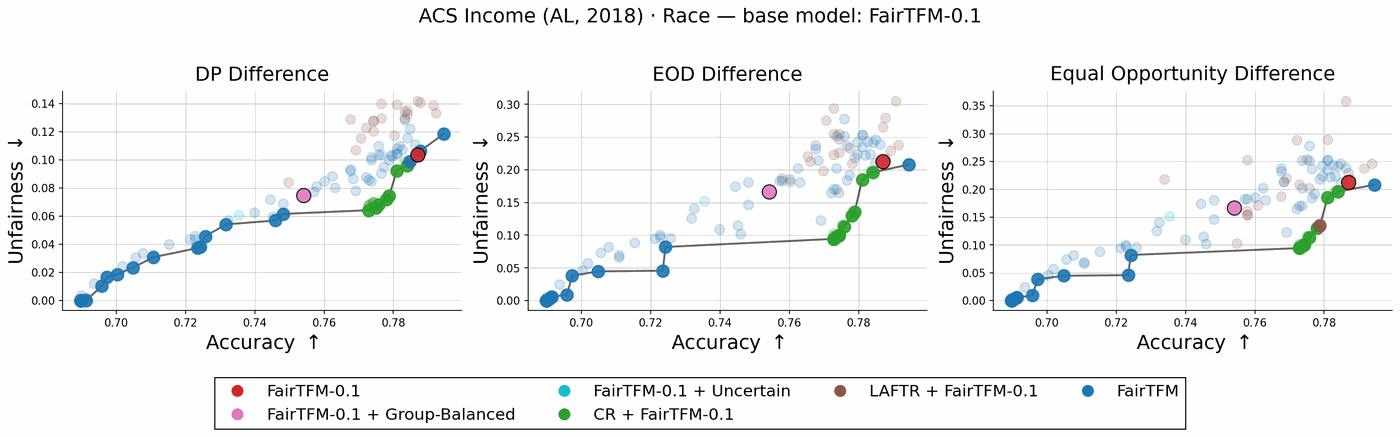 ACS Income (AL, 2018) · Race — base model: FairTFM-0.1
DP Difference
EOD Difference
Equal Opportunity Difference
Unfairness ↓
0.14
0.12
0.10
0.08
0.06
0.04
0.02
0.00
0.70
0.72
0.74
0.76
0.78
Accuracy ↑
Unfairness ↓
0.30
0.25
0.20
0.15
0.10
0.05
0.00
0.70
0.72
0.74
0.76
0.78
Accuracy ↑
Unfairness ↓
0.35
0.30
0.25
0.20
0.15
0.10
0.05
0.00
0.70
0.72
0.74
0.76
0.78
Accuracy ↑
FairTFM-0.1
FairTFM-0.1 + Group-Balanced
FairTFM-0.1 + Uncertain
CR + FairTFM-0.1
LAFTR + FairTFM-0.1
FairTFM